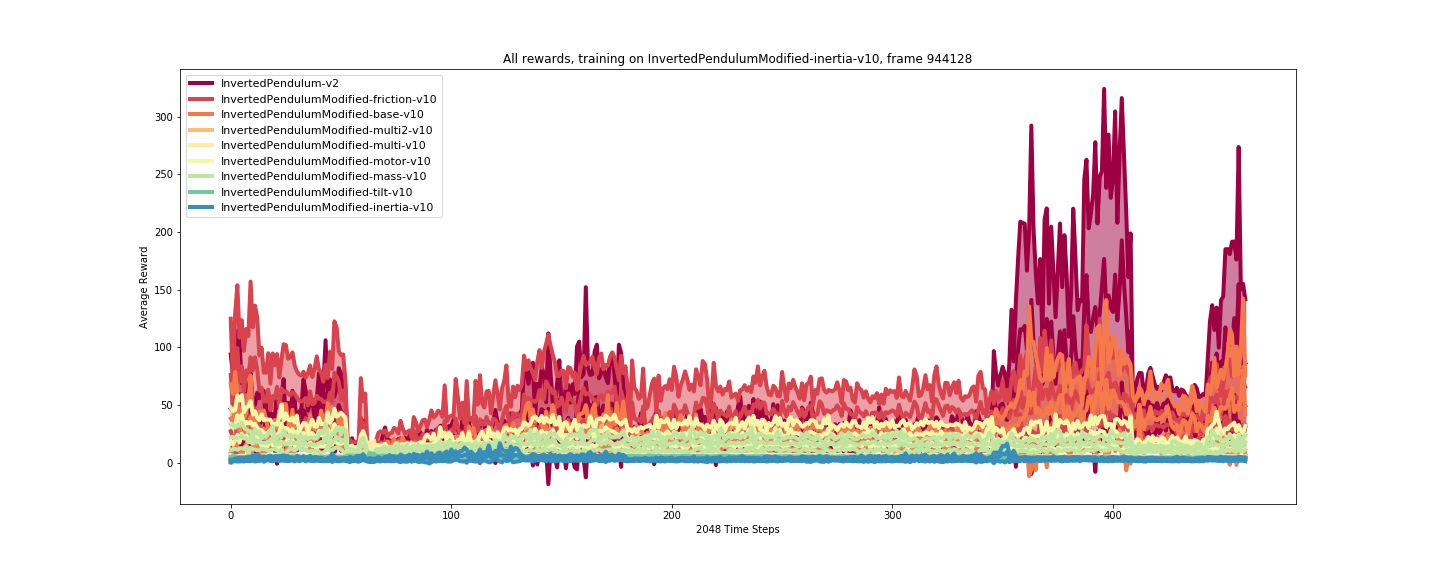 All rewards, training on InvertedPendulumModified-inertia-v10, frame 944128
InvertedPendulum-v2
InvertedPendulumModified-friction-v10
InvertedPendulumModified-base-v10
InvertedPendulumModified-multi2-v10
InvertedPendulumModified-multi-v10
InvertedPendulumModified-motor-v10
InvertedPendulumModified-mass-v10
InvertedPendulumModified-tilt-v10
InvertedPendulumModified-inertia-v10
300
250
200
150
100
50
0
Average Reward
0 100 200 300 400
2048 Time Steps